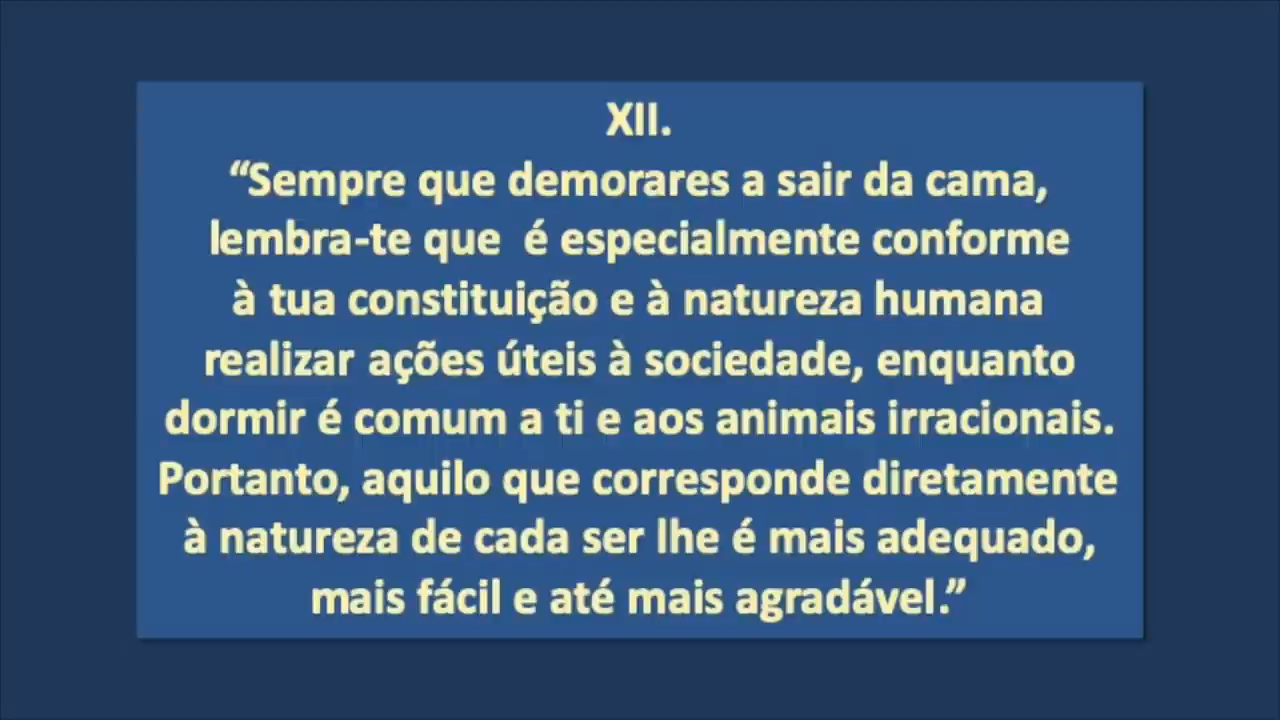 XII.
“Sempre que demorares a sair da cama,
lembra-te que  é especialmente conforme
à tua constituição e à natureza humana
realizar ações úteis à sociedade, enquanto
dormir é comum a ti e aos animais irracionais.
Portanto, aquilo que corresponde diretamente
à natureza de cada ser lhe é mais adequado,
mais fácil e até mais agradável.”